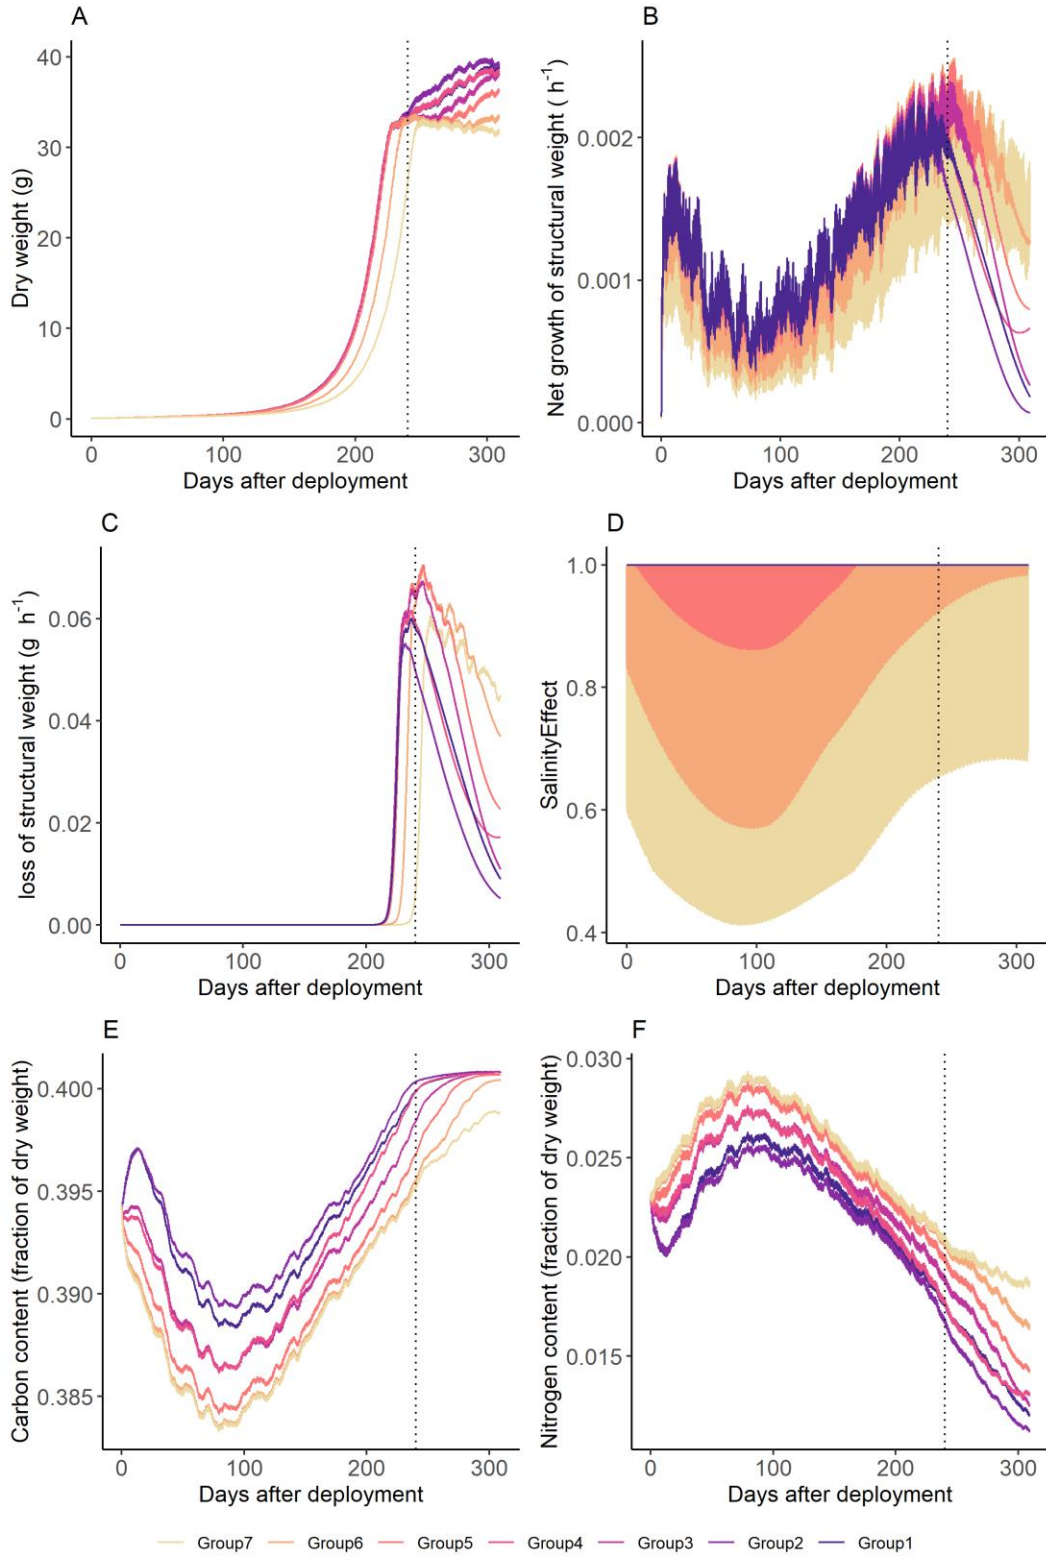 A
B
40
30
20
10
0
Dry weight (g)
0 100 200 300
Days after deployment
0.002
0.001
0.000
Net growth of structural weight ( h⁻¹)
0 100 200 300
Days after deployment
C
D
0.06
0.04
0.02
0.00
loss of structural weight (g h⁻¹)
0 100 200 300
Days after deployment
1.0
0.8
0.6
0.4
SalinityEffect
0 100 200 300
Days after deployment
E
F
0.400
0.395
0.390
0.385
Carbon content (fraction of dry weight)
0 100 200 300
Days after deployment
0.030
0.025
0.020
0.015
Nitrogen content (fraction of dry weight)
0 100 200 300
Days after deployment
Group7 Group6 Group5 Group4 Group3 Group2 Group1